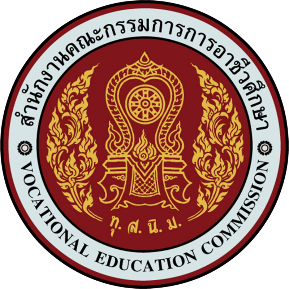 สำนักงานคณะกรรมการการอาชีวศึกษา
ทุ. ส. นิ. ม.
VOCATIONAL EDUCATION COMMISSION